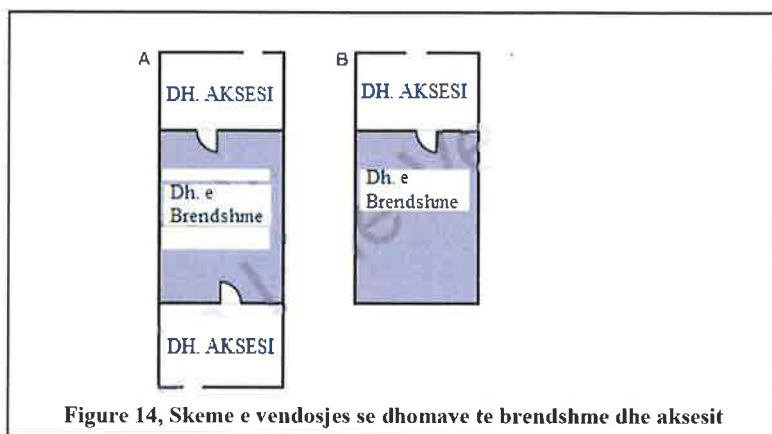 A
DH. AKSESI
Dh. e
Brendshme
DH. AKSESI
B
DH. AKSESI
Dh. e
Brendshme
Figure 14, Skeme e vendosjes se dhomave te brendshme dhe aksesit